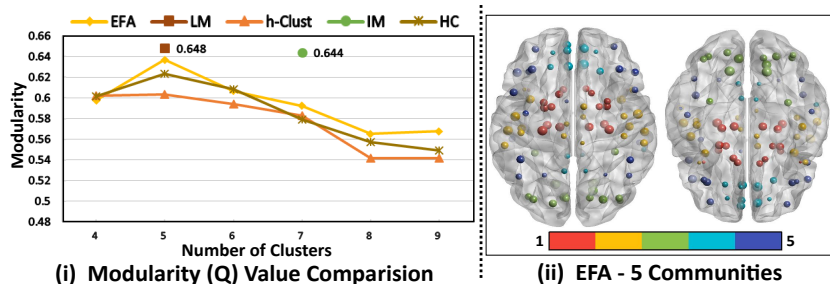 EFA LM h-Clust IM HC
0.66
0.64
0.62
0.6
0.58
0.56
0.54
0.52
0.5
0.48
Modularity
0.648
0.644
4 5 6 7 8 9
Number of Clusters
(i) Modularity (Q) Value Comparision
1 5
(ii) EFA - 5 Communities